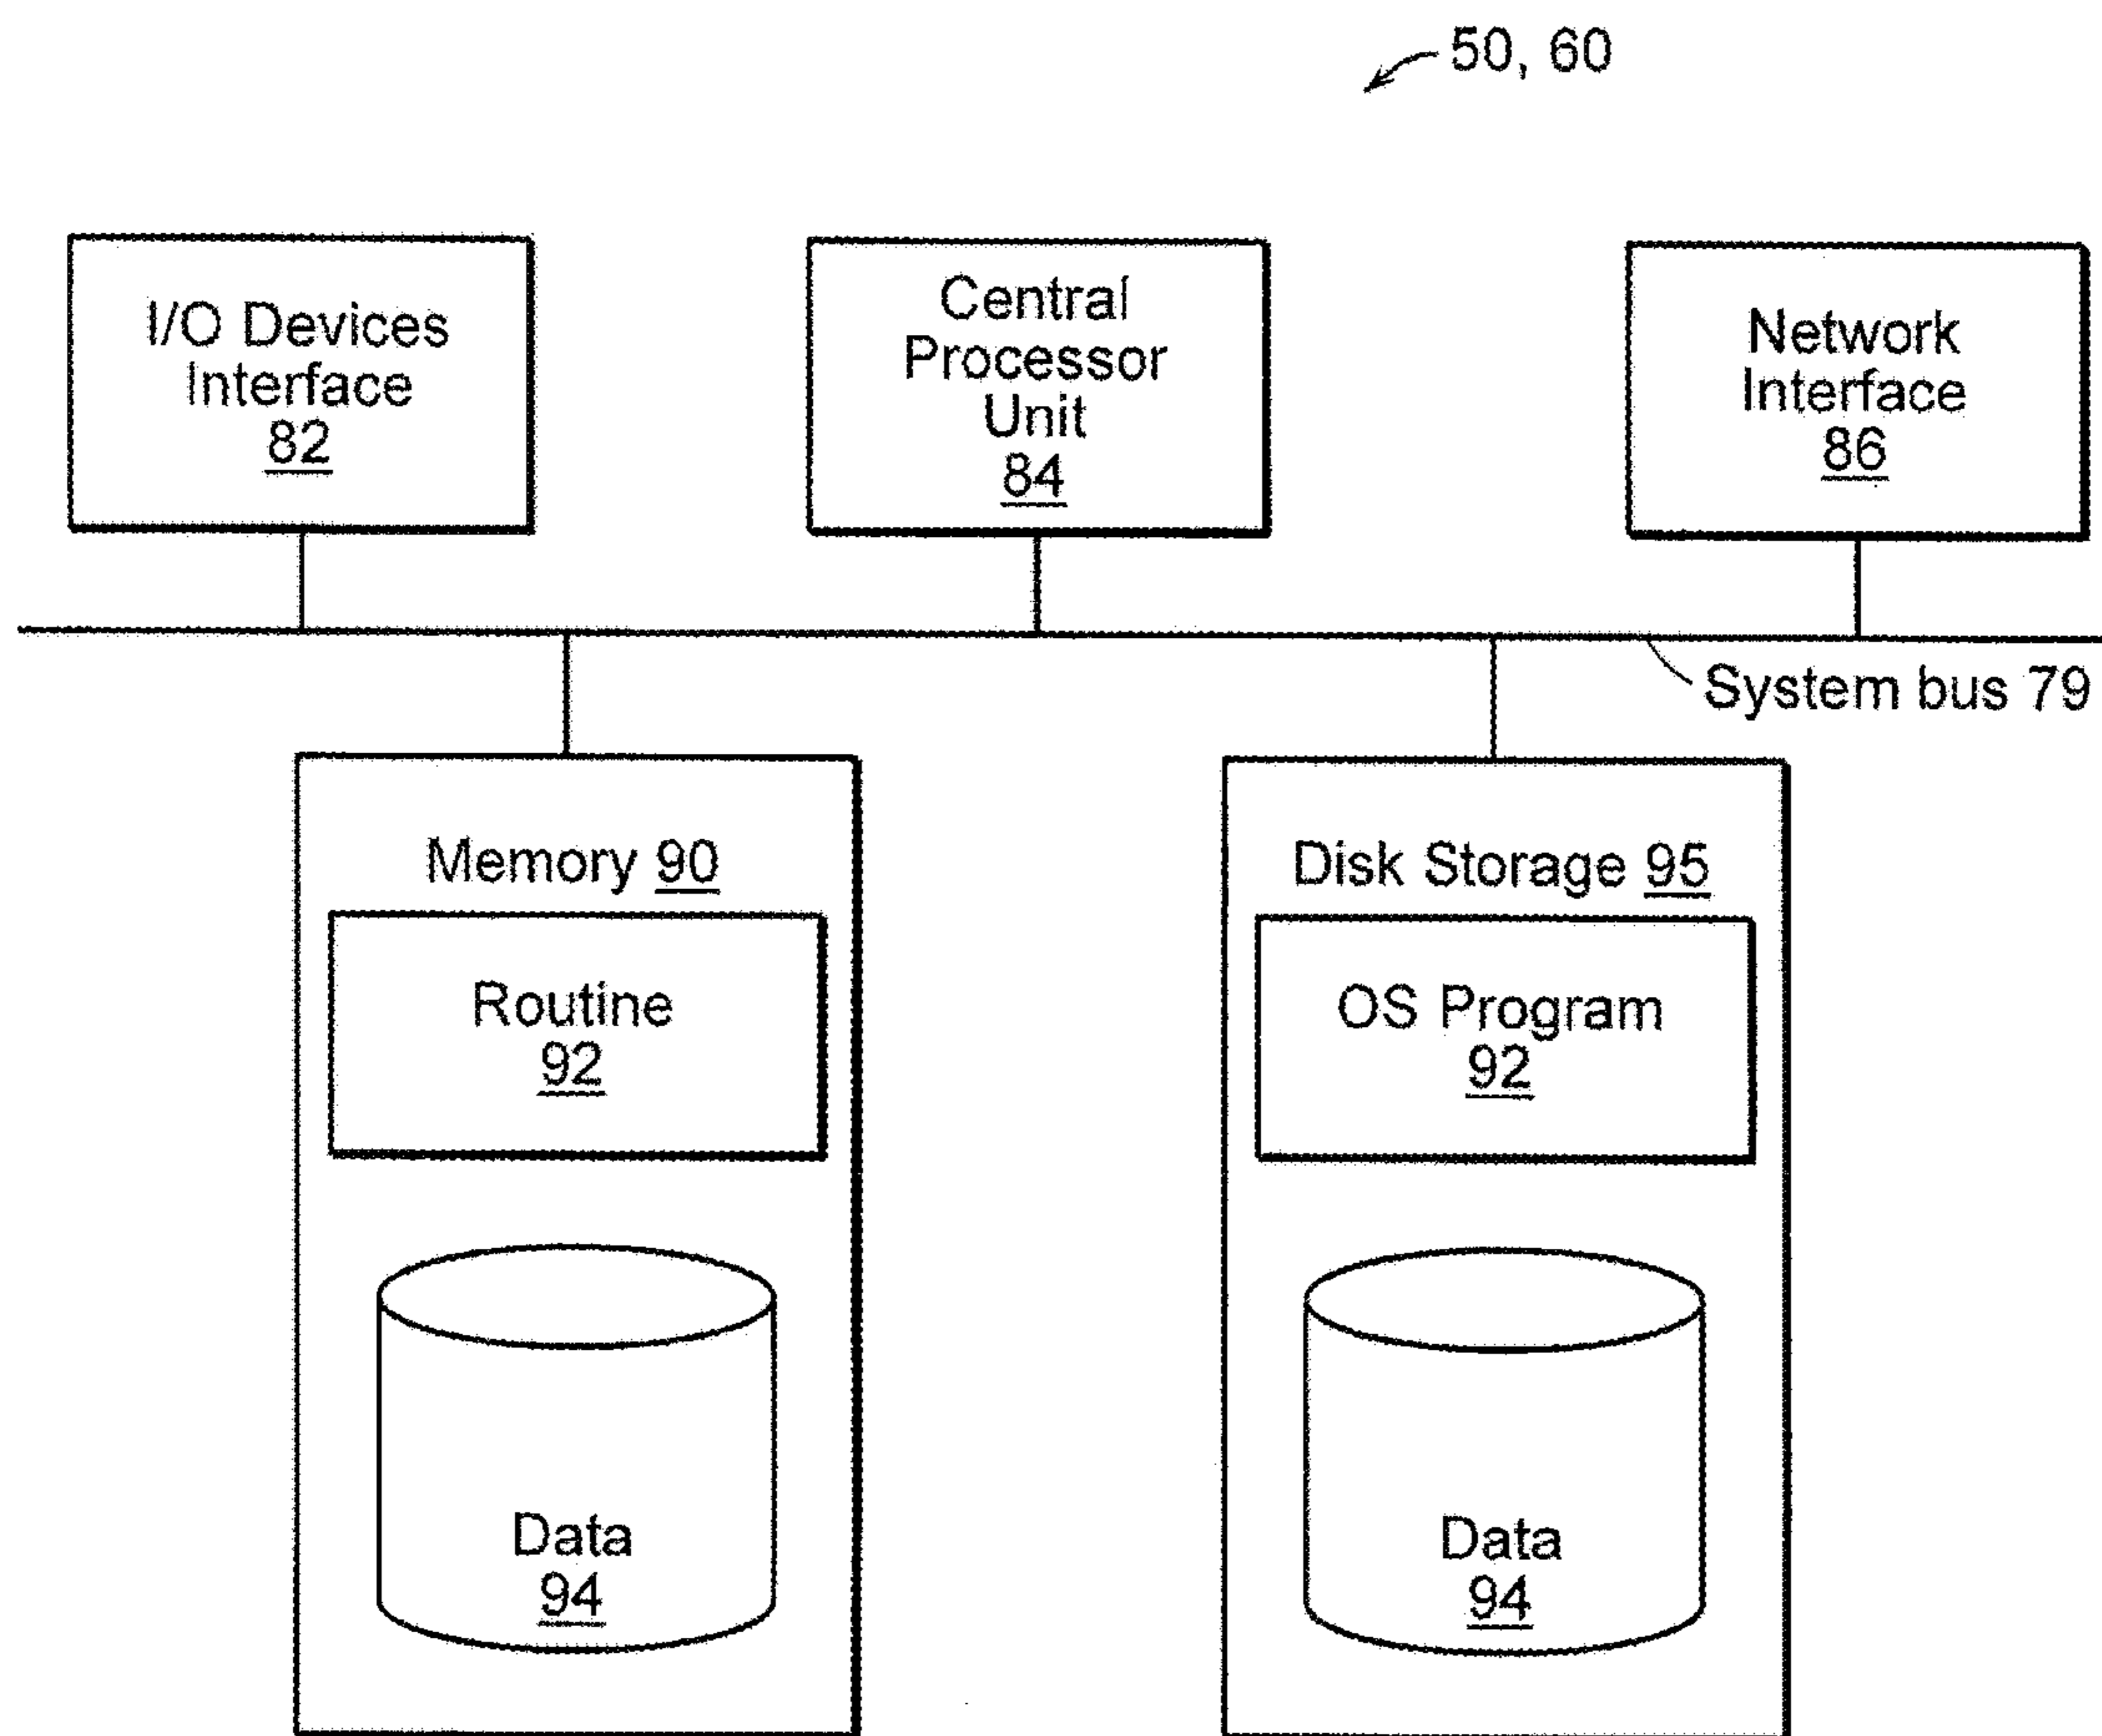 50, 60
I/O Devices
Interface
82
Central
Processor
Unit
84
Network
Interface
86
System bus 79
Memory 90
Routine
92
Data
94
Disk Storage 95
OS Program
92
Data
94